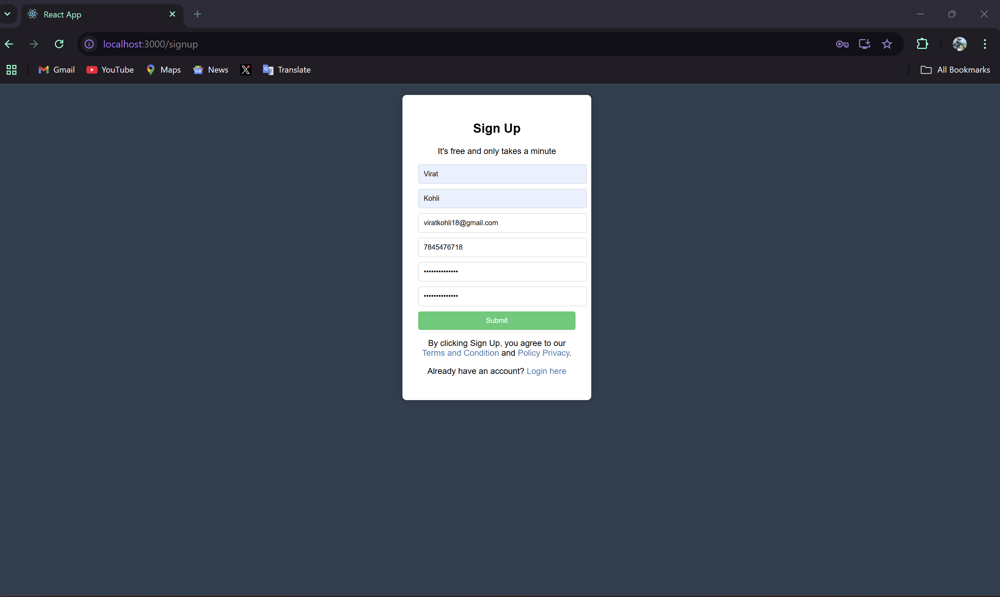 React App
localhost:3000/signup
Gmail YouTube Maps News X Translate All Bookmarks
Sign Up
It's free and only takes a minute
Virat
Kohli
viratkohli18@gmail.com
7845476718
••••••••••••••
••••••••••••••
Submit
By clicking Sign Up, you agree to our
Terms and Condition and Policy Privacy.
Already have an account? Login here